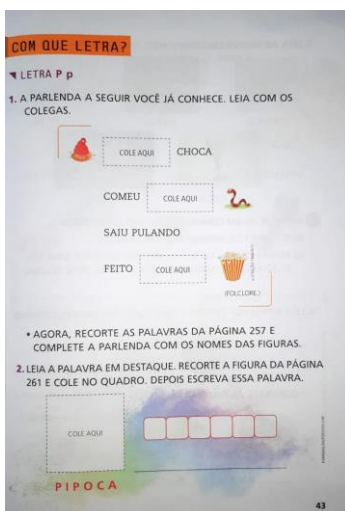 COM QUE LETRA?
LETRA P p
1. A PARLENDA A SEGUIR VOCÊ JÁ CONHECE. LEIA COM OS
COLEGAS.
COLE AQUI CHOCA
COMEU COLE AQUI
SAIU PULANDO
FEITO COLE AQUI
(FOLCLORE.)
• AGORA, RECORTE AS PALAVRAS DA PÁGINA 257 E
COMPLETE A PARLENDA COM OS NOMES DAS FIGURAS.
2. LEIA A PALAVRA EM DESTAQUE. RECORTE A FIGURA DA PÁGINA
261 E COLE NO QUADRO. DEPOIS ESCREVA ESSA PALAVRA.
COLE AQUI
PIPOCA
43